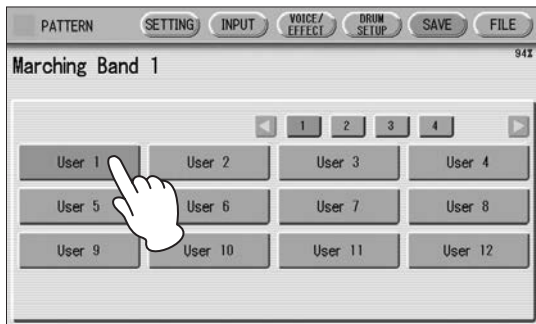 PATTERN SETTING INPUT VOICE/EFFECT DRUM SETUP SAVE FILE
Marching Band 1 94%
1 2 3 4
User 1 User 2 User 3 User 4
User 5 User 6 User 7 User 8
User 9 User 10 User 11 User 12